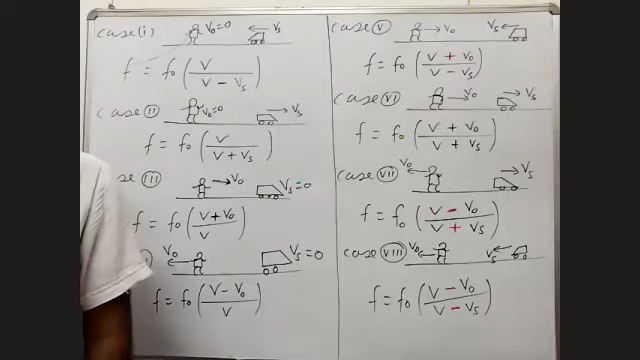 case(i) V₀=0 Vₛ
f = f₀ (V / V - Vₛ)
case (II) V₀=0 Vₛ
f = f₀ (V / V + Vₛ)
se (III) V₀ Vₛ=0
f = f₀ (V + V₀ / V)
V₀ Vₛ=0
f = f₀ (V - V₀ / V)
case (V) V₀ Vₛ
f = f₀ (V + V₀ / V - Vₛ)
case (VI) V₀ Vₛ
f = f₀ (V + V₀ / V + Vₛ)
case (VII) V₀ Vₛ
f = f₀ (V - V₀ / V + Vₛ)
case (VIII) V₀ Vₛ
f = f₀ (V - V₀ / V - Vₛ)